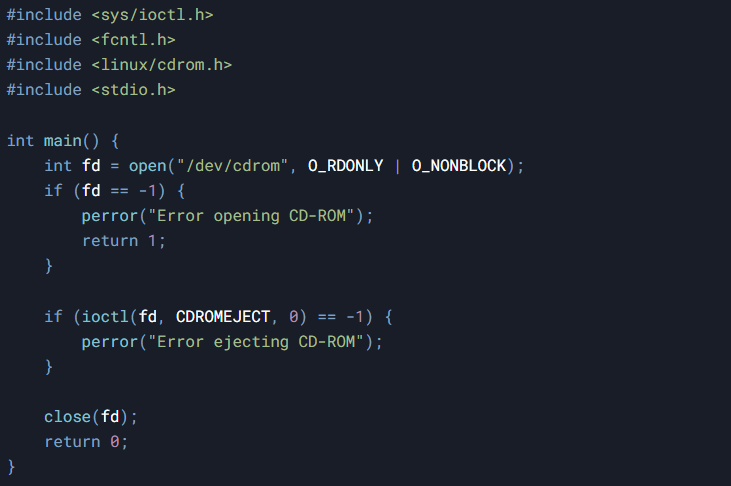 #include <sys/ioctl.h>
#include <fcntl.h>
#include <linux/cdrom.h>
#include <stdio.h>

int main() {
    int fd = open("/dev/cdrom", O_RDONLY | O_NONBLOCK);
    if (fd == -1) {
        perror("Error opening CD-ROM");
        return 1;
    }

    if (ioctl(fd, CDROMEJECT, 0) == -1) {
        perror("Error ejecting CD-ROM");
    }

    close(fd);
    return 0;
}